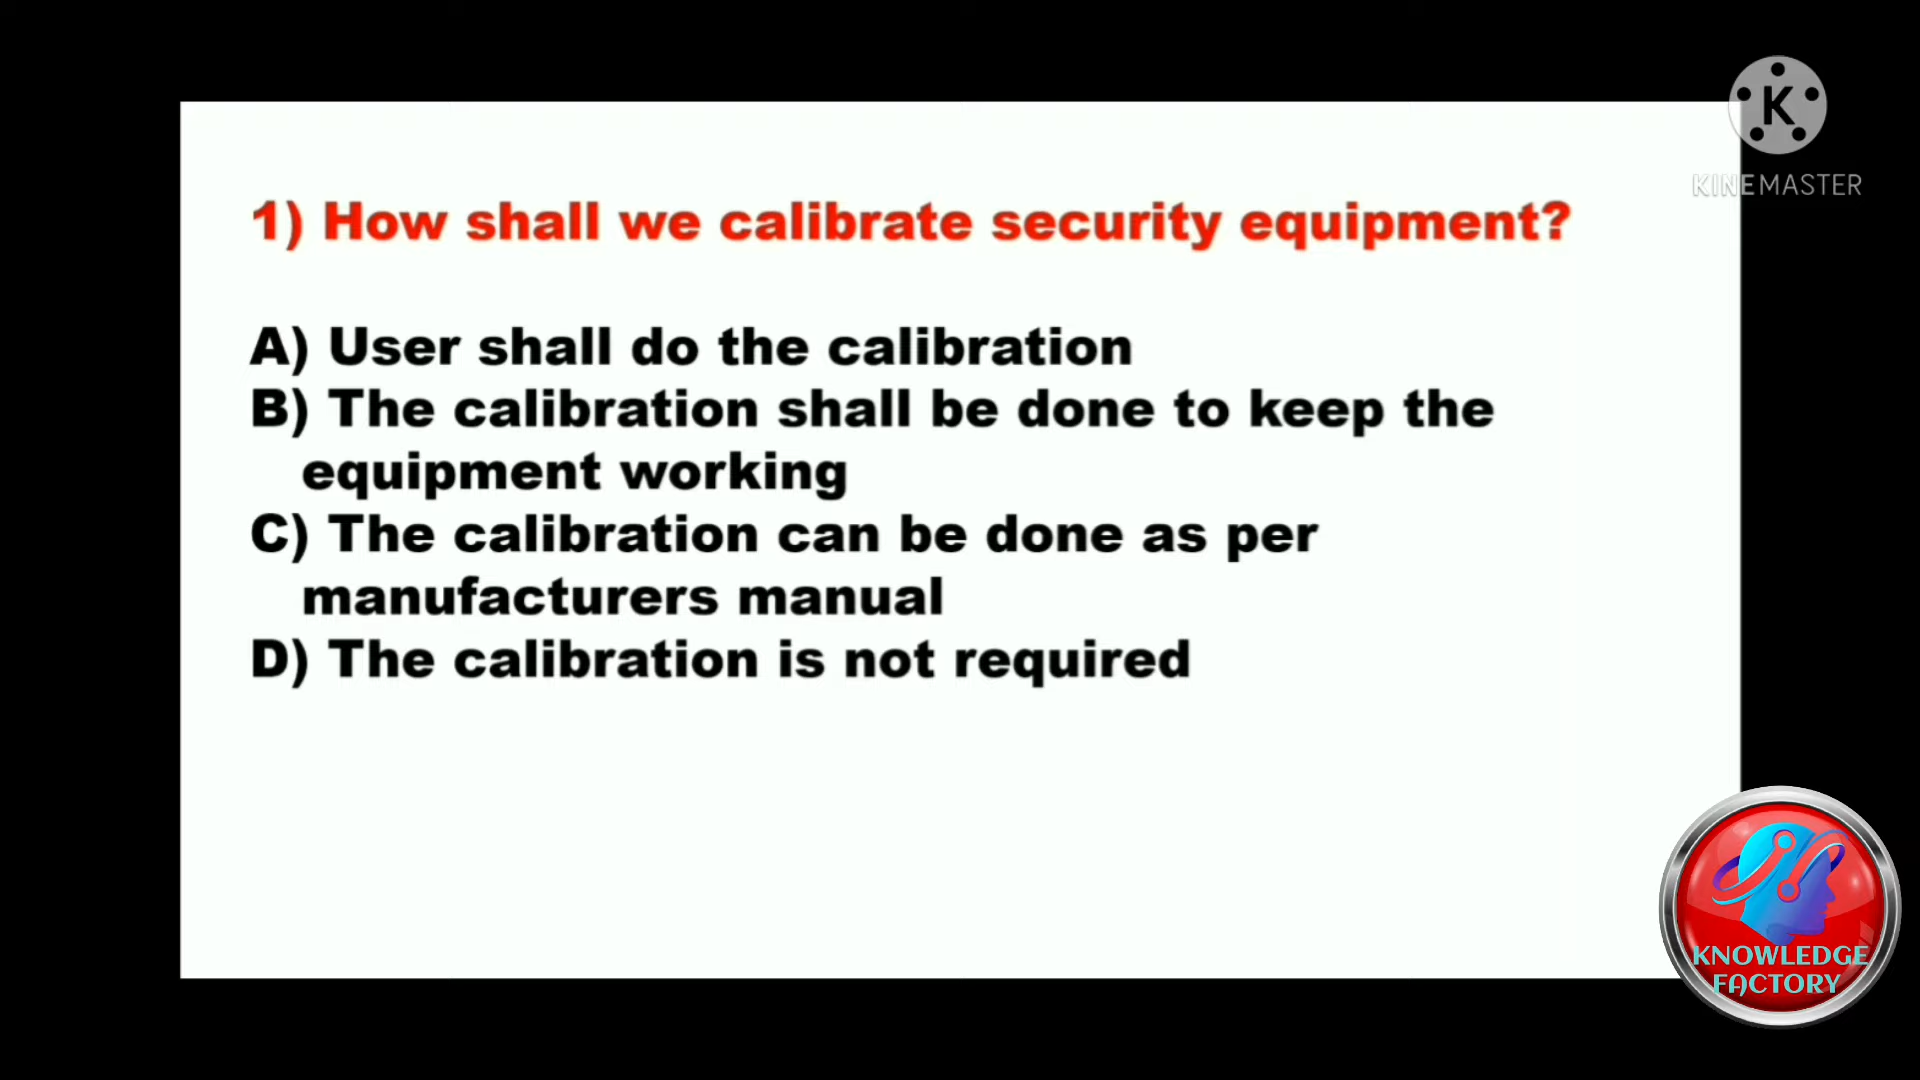 K
KINEMASTER
1) How shall we calibrate security equipment?
A) User shall do the calibration
B) The calibration shall be done to keep the
equipment working
C) The calibration can be done as per
manufacturers manual
D) The calibration is not required
KNOWLEDGE
FACTORY